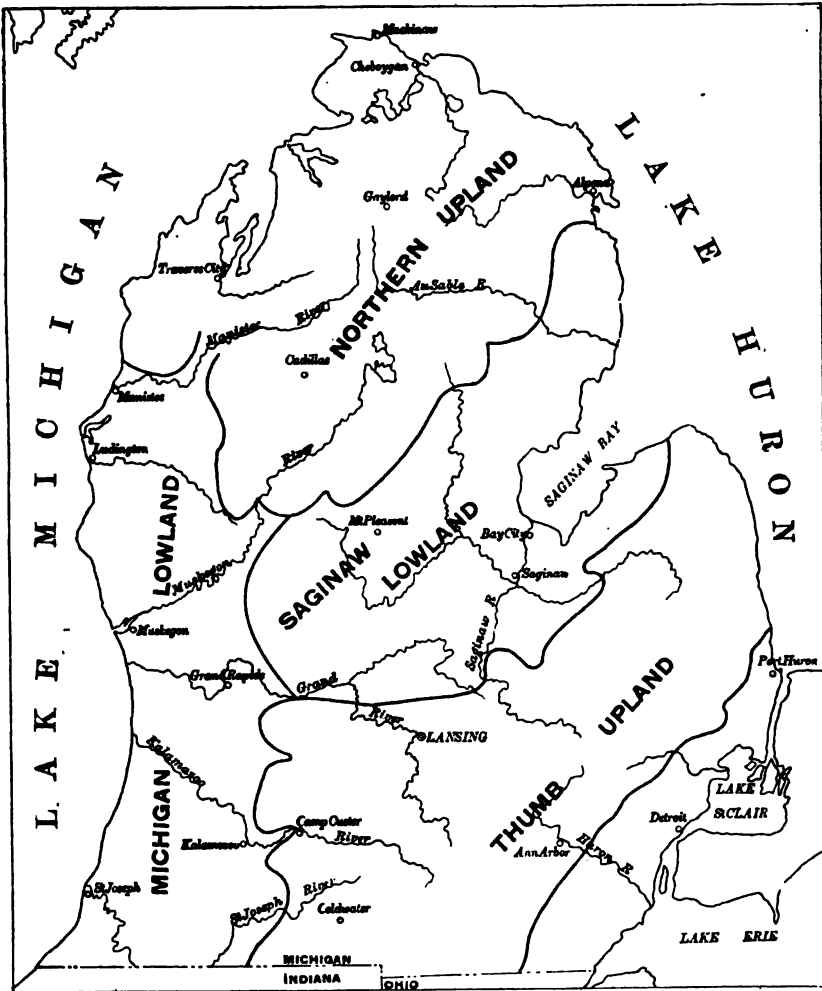 Mackinaw
Cheboygan
LAKE HURON
LAKE MICHIGAN
Alpena
Gaylord
NORTHERN UPLAND
Traverse City
AuSable R
Manistee River
Cadillac
Manistee
Ludington
River
SAGINAW BAY
MICHIGAN LOWLAND
Mt Pleasant
SAGINAW LOWLAND
Bay City
Saginaw
Muskegon
Muskegon
Saginaw R.
Port Huron
Grand Rapids
Grand River
LANSING
THUMB UPLAND
Kalamazoo River
LAKE
St CLAIR
Detroit
Camp Custer
Kalamazoo
Ann Arbor
Huron R
St Joseph
St Joseph River
Coldwater
LAKE ERIE
MICHIGAN
INDIANA
OHIO